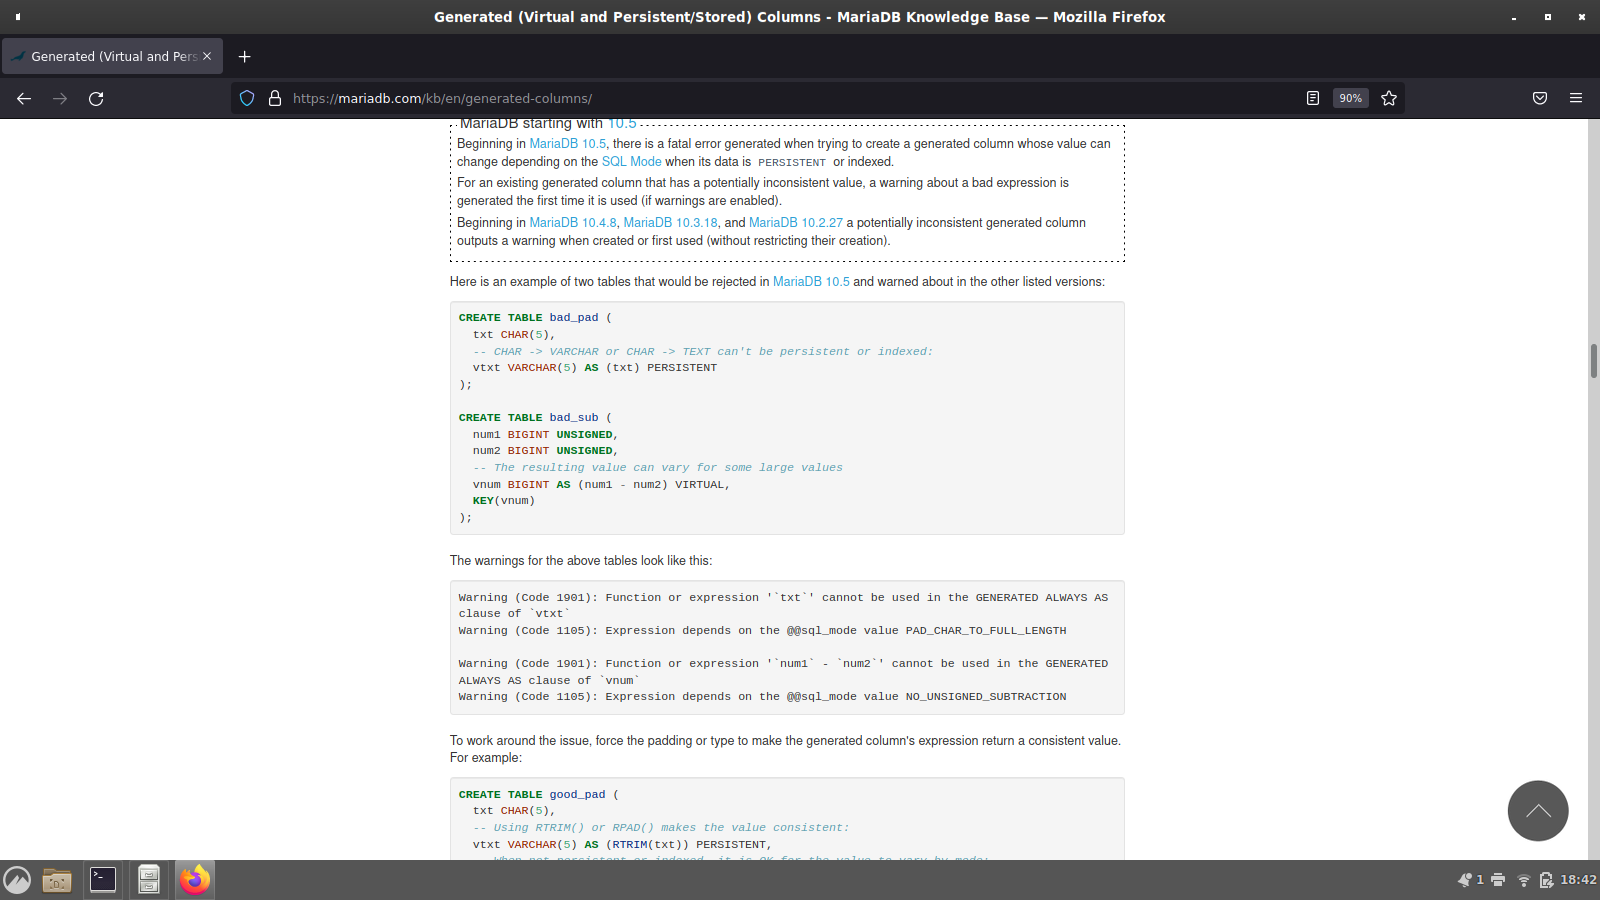 Generated (Virtual and Persistent/Stored) Columns - MariaDB Knowledge Base — Mozilla Firefox
Generated (Virtual and Pers
https://mariadb.com/kb/en/generated-columns/
90%
MariaDB starting with 10.5
Beginning in MariaDB 10.5, there is a fatal error generated when trying to create a generated column whose value can
change depending on the SQL Mode when its data is PERSISTENT or indexed.
For an existing generated column that has a potentially inconsistent value, a warning about a bad expression is
generated the first time it is used (if warnings are enabled).
Beginning in MariaDB 10.4.8, MariaDB 10.3.18, and MariaDB 10.2.27 a potentially inconsistent generated column
outputs a warning when created or first used (without restricting their creation).
Here is an example of two tables that would be rejected in MariaDB 10.5 and warned about in the other listed versions:
CREATE TABLE bad_pad (
txt CHAR(5),
-- CHAR -> VARCHAR or CHAR -> TEXT can't be persistent or indexed:
vtxt VARCHAR(5) AS (txt) PERSISTENT
);
CREATE TABLE bad_sub (
num1 BIGINT UNSIGNED,
num2 BIGINT UNSIGNED,
-- The resulting value can vary for some large values
vnum BIGINT AS (num1 - num2) VIRTUAL,
KEY(vnum)
);
The warnings for the above tables look like this:
Warning (Code 1901): Function or expression '`txt`' cannot be used in the GENERATED ALWAYS AS
clause of `vtxt`
Warning (Code 1105): Expression depends on the @@sql_mode value PAD_CHAR_TO_FULL_LENGTH
Warning (Code 1901): Function or expression '`num1` - `num2`' cannot be used in the GENERATED
ALWAYS AS clause of `vnum`
Warning (Code 1105): Expression depends on the @@sql_mode value NO_UNSIGNED_SUBTRACTION
To work around the issue, force the padding or type to make the generated column's expression return a consistent value.
For example:
CREATE TABLE good_pad (
txt CHAR(5),
-- Using RTRIM() or RPAD() makes the value consistent:
vtxt VARCHAR(5) AS (RTRIM(txt)) PERSISTENT,
-- When not persistent or indexed, it is OK for the value to vary by mode:
1
18:42